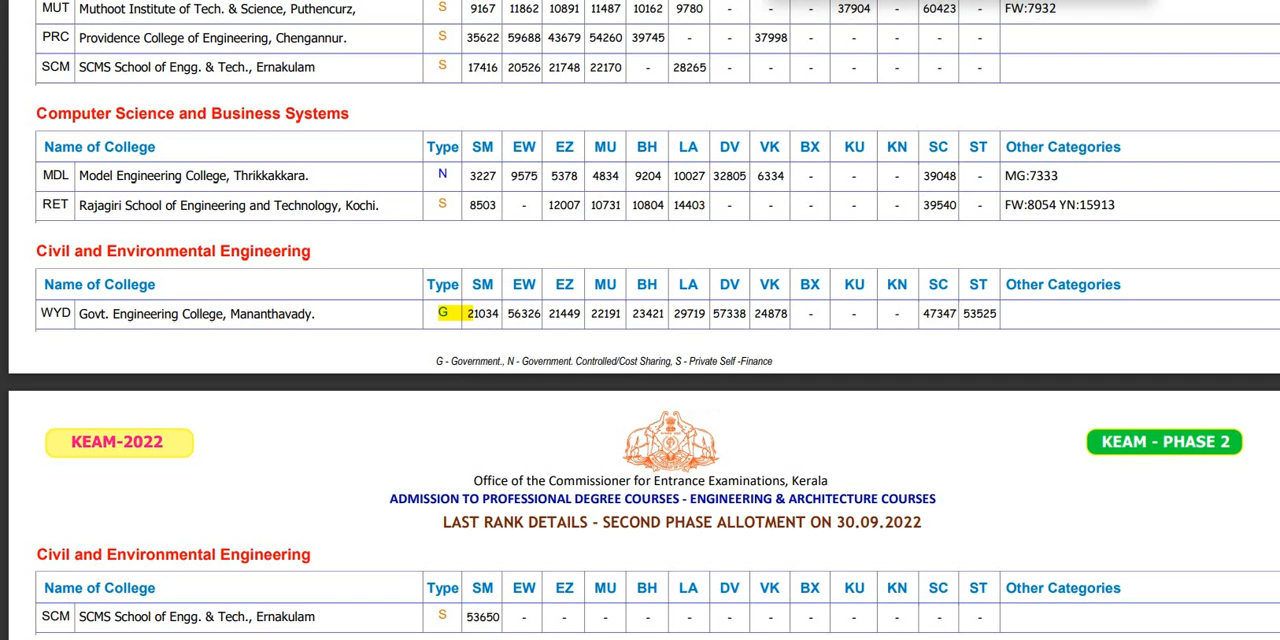 MUT Muthoot Institute of Tech. & Science, Puthencurz, S 9167 11862 10891 11487 10162 9780 - - - 37904 - 60423 - FW:7932
PRC Providence College of Engineering, Chengannur. S 35622 59688 43679 54260 39745 - - 37998 - - - - -
SCM SCMS School of Engg. & Tech., Ernakulam S 17416 20526 21748 22170 - 28265 - - - - - - -
Computer Science and Business Systems
Name of College Type SM EW EZ MU BH LA DV VK BX KU KN SC ST Other Categories
MDL Model Engineering College, Thrikkakkara. N 3227 9575 5378 4834 9204 10027 32805 6334 - - - 39048 - MG:7333
RET Rajagiri School of Engineering and Technology, Kochi. S 8503 - 12007 10731 10804 14403 - - - - - 39540 - FW:8054 YN:15913
Civil and Environmental Engineering
Name of College Type SM EW EZ MU BH LA DV VK BX KU KN SC ST Other Categories
WYD Govt. Engineering College, Mananthavady. G 21034 56326 21449 22191 23421 29719 57338 24878 - - - 47347 53525
G - Government., N - Government. Controlled/Cost Sharing, S - Private Self -Finance
KEAM-2022
KEAM - PHASE 2
Office of the Commissioner for Entrance Examinations, Kerala
ADMISSION TO PROFESSIONAL DEGREE COURSES - ENGINEERING & ARCHITECTURE COURSES
LAST RANK DETAILS - SECOND PHASE ALLOTMENT ON 30.09.2022
Civil and Environmental Engineering
Name of College Type SM EW EZ MU BH LA DV VK BX KU KN SC ST Other Categories
SCM SCMS School of Engg. & Tech., Ernakulam S 53650 - - - - - - - - - - - -